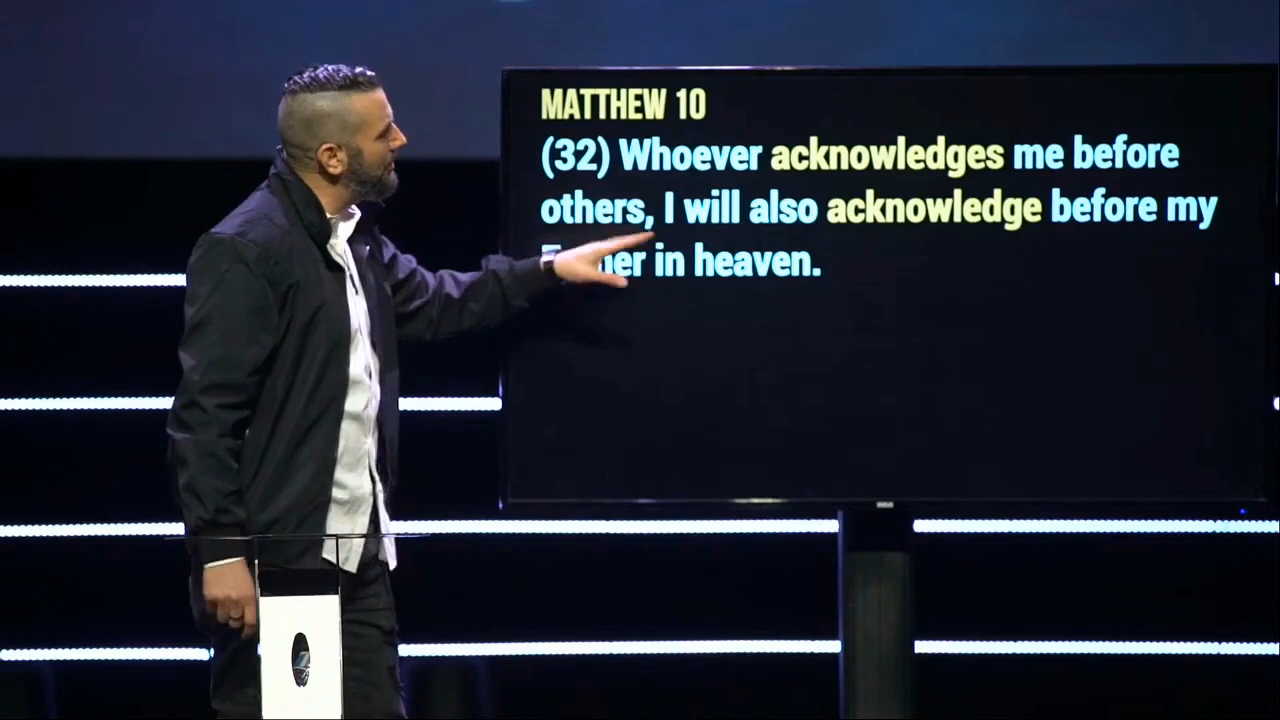 MATTHEW 10
(32) Whoever acknowledges me before
others, I will also acknowledge before my
in heaven.